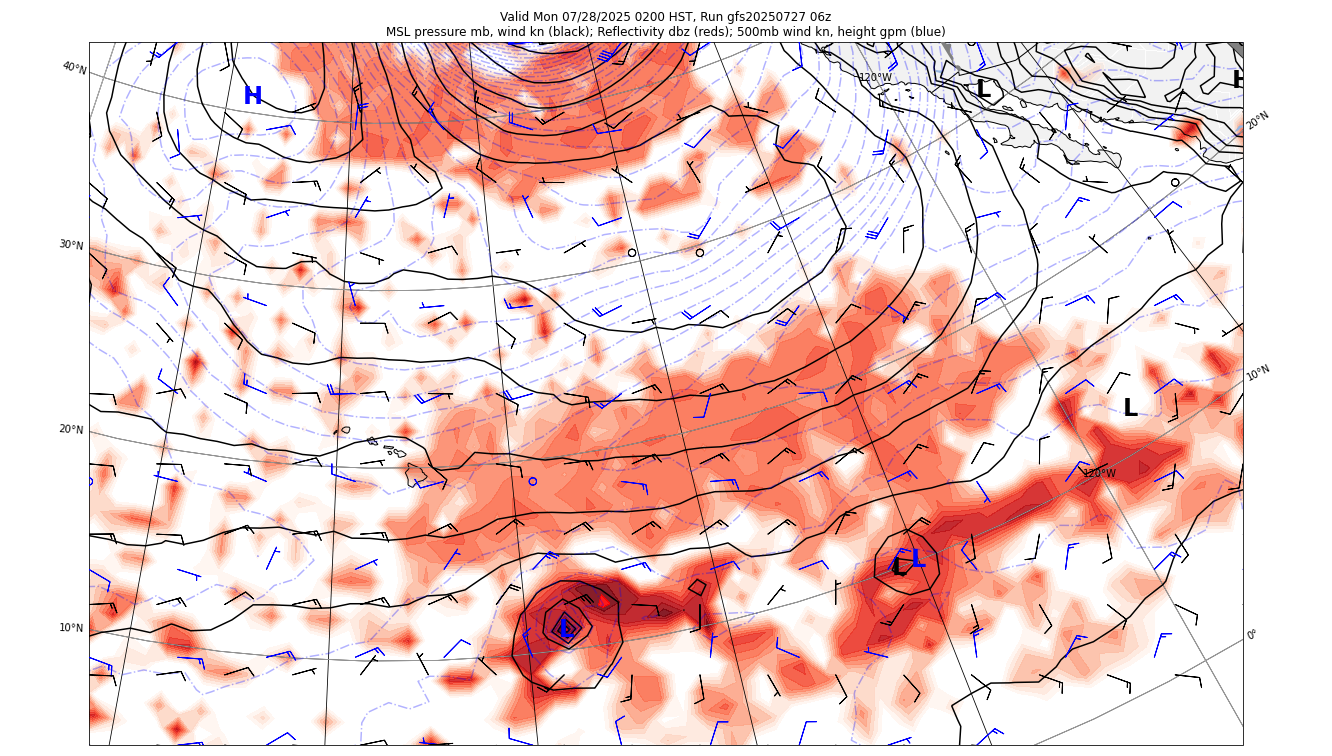 Valid Mon 07/28/2025 0200 HST, Run gfs20250727 06z
MSL pressure mb, wind kn (black); Reflectivity dbz (reds); 500mb wind kn, height gpm (blue)
40°N
H
120°W
L
H
20°N
30°N
10°N
L
20°N
120°W
L
L
10°N
L
0°